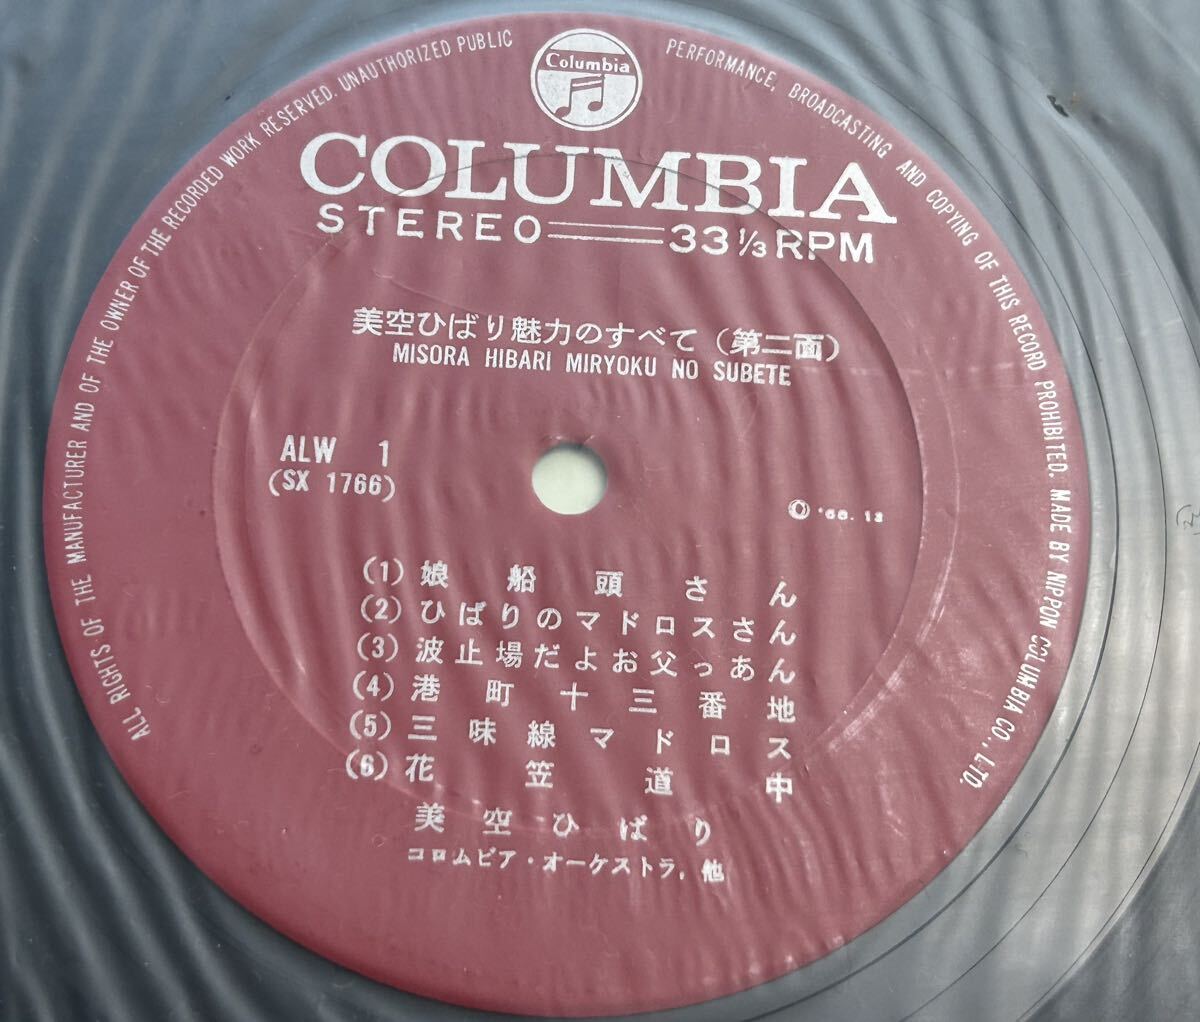 ALL RIGHTS OF THE MANUFACTURER AND OF THE OWNER OF THE RECORDED WORK RESERVED. UNAUTHORIZED PUBLIC PERFORMANCE, BROADCASTING AND COPYING OF THIS RECORD PROHIBITED. MADE BY NIPPON COLUMBIA CO., LTD.
Columbia
COLUMBIA
STEREO 33 1/3 RPM
美空ひばり魅力のすべて (第二面)
MISORA HIBARI MIRYOKU NO SUBETE
ALW 1
(SX 1766)
(1) 娘船頭さん
(2) ひばりのマドロスさん
(3) 波止場だよお父っあん
(4) 港町十三番地
(5) 三味線マドロス
(6) 花笠道中
美空ひばり
コロムビア・オーケストラ, 他